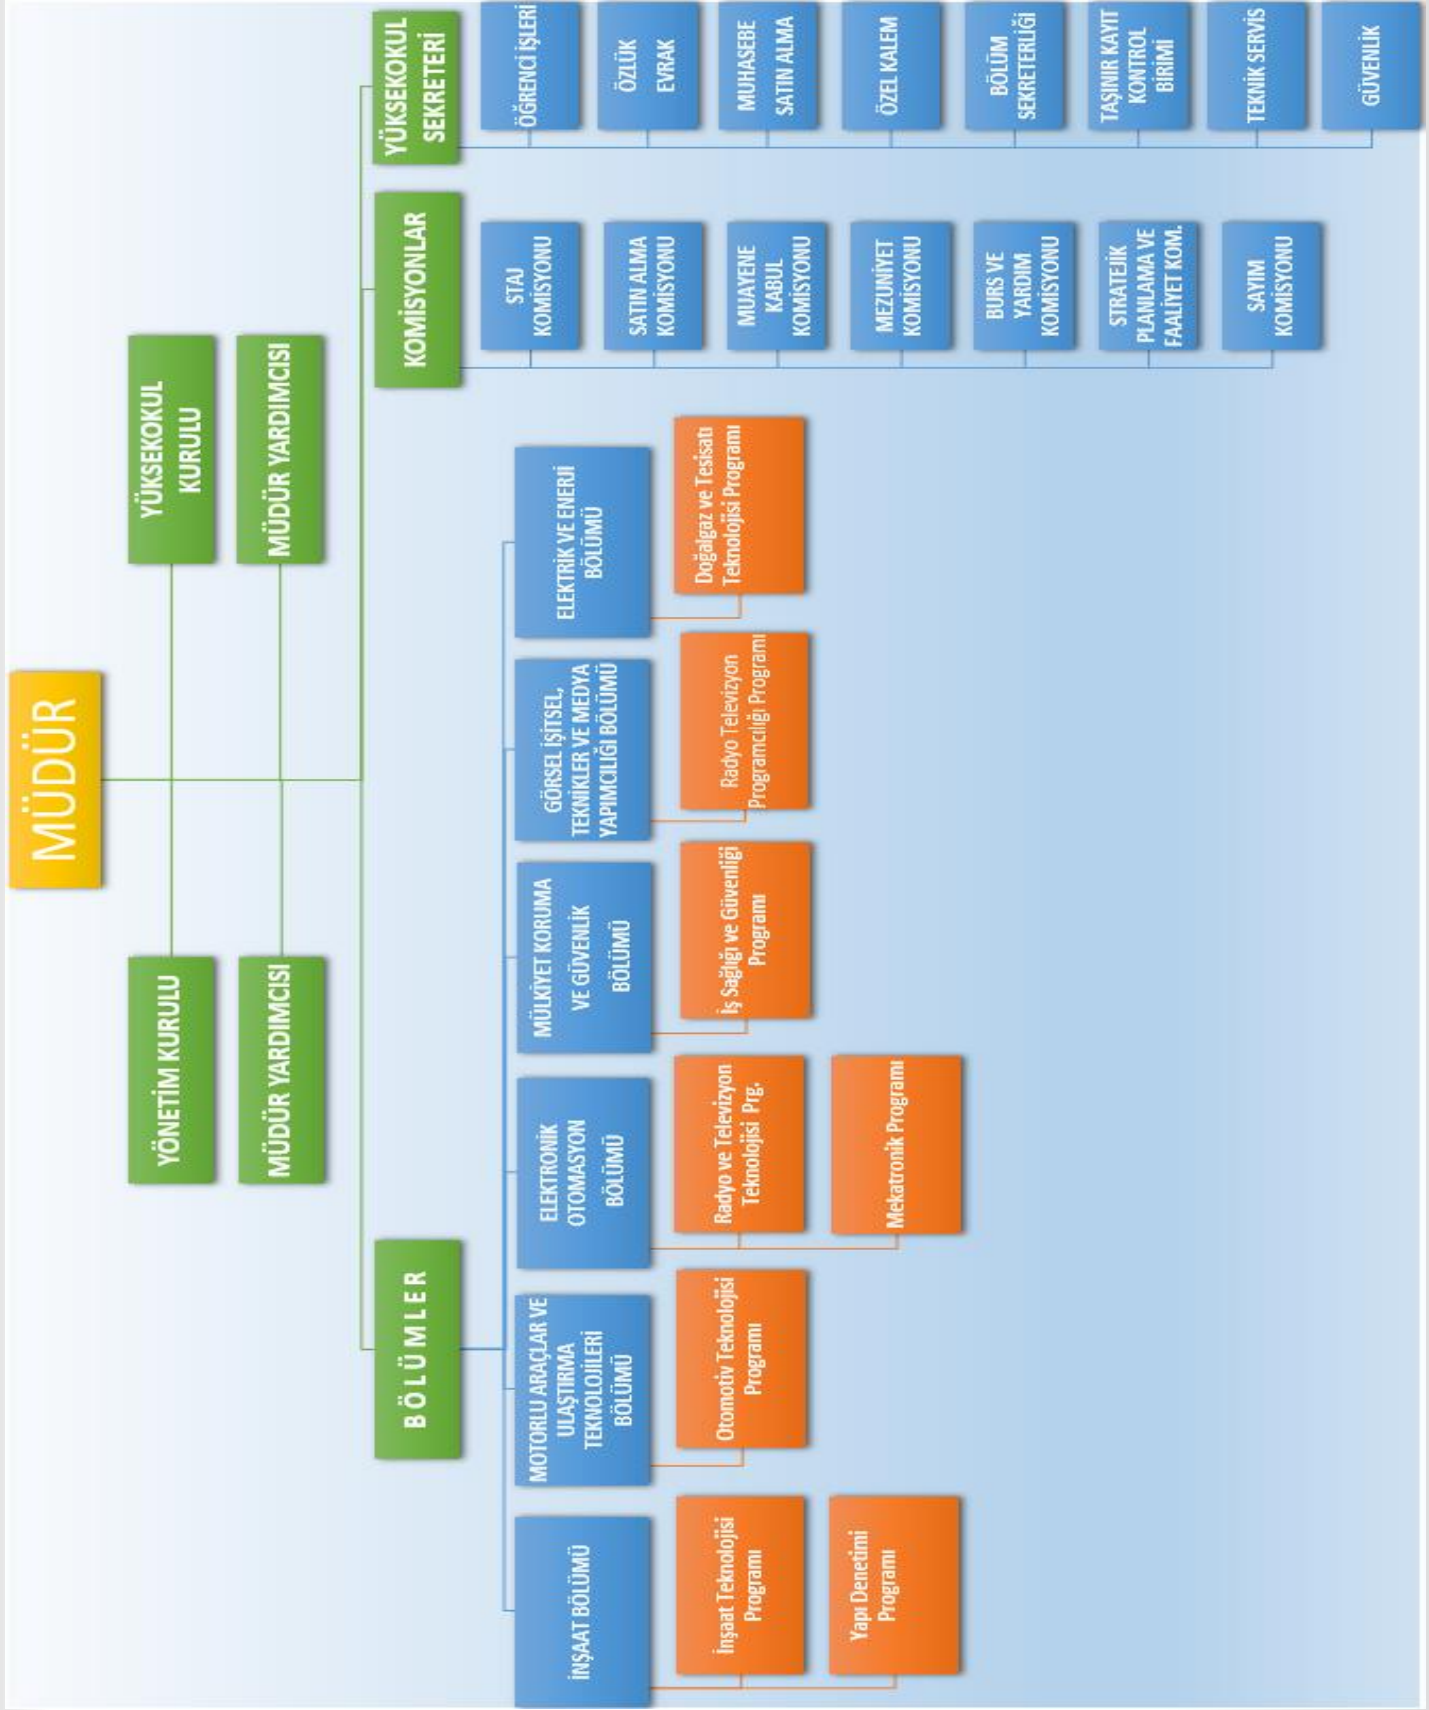 MÜDÜR
YÖNETİM KURULU
YÜKSEKOKUL
KURULU
MÜDÜR YARDIMCISI
MÜDÜR YARDIMCISI
BÖLÜMLER
KOMİSYONLAR
YÜKSEKOKUL
SEKRETERİ
İNŞAAT BÖLÜMÜ
İnşaat Teknolojisi
Programı
Yapı Denetimi
Programı
MOTORLU ARAÇLAR VE
ULAŞTIRMA
TEKNOLOJİLERİ
BÖLÜMÜ
Otomotiv Teknolojisi
Programı
ELEKTRONİK
OTOMASYON
BÖLÜMÜ
Radyo ve Televizyon
Teknolojisi Prg.
Mekatronik Programı
MÜLKİYET KORUMA
VE GÜVENLİK
BÖLÜMÜ
İş Sağlığı ve Güvenliği
Programı
GÖRSEL İŞİTSEL,
TEKNİKLER VE MEDYA
YAPIMCILIĞI BÖLÜMÜ
Radyo Televizyon
Programcılığı Programı
ELEKTRİK VE ENERJİ
BÖLÜMÜ
Doğalgaz ve Tesisatı
Teknolojisi Programı
STAJ
KOMİSYONU
SATIN ALMA
KOMİSYONU
MUAYENE
KABUL
KOMİSYONU
MEZUNİYET
KOMİSYONU
BURS VE
YARDIM
KOMİSYONU
STRATEJİK
PLANLAMA VE
FAALİYET KOM.
SAYIM
KOMİSYONU
ÖĞRENCİ İŞLERİ
ÖZLÜK
EVRAK
MUHASEBE
SATIN ALMA
ÖZEL KALEM
BÖLÜM
SEKRETERLİĞİ
TAŞINIR KAYIT
KONTROL
BİRİMİ
TEKNİK SERVİS
GÜVENLİK